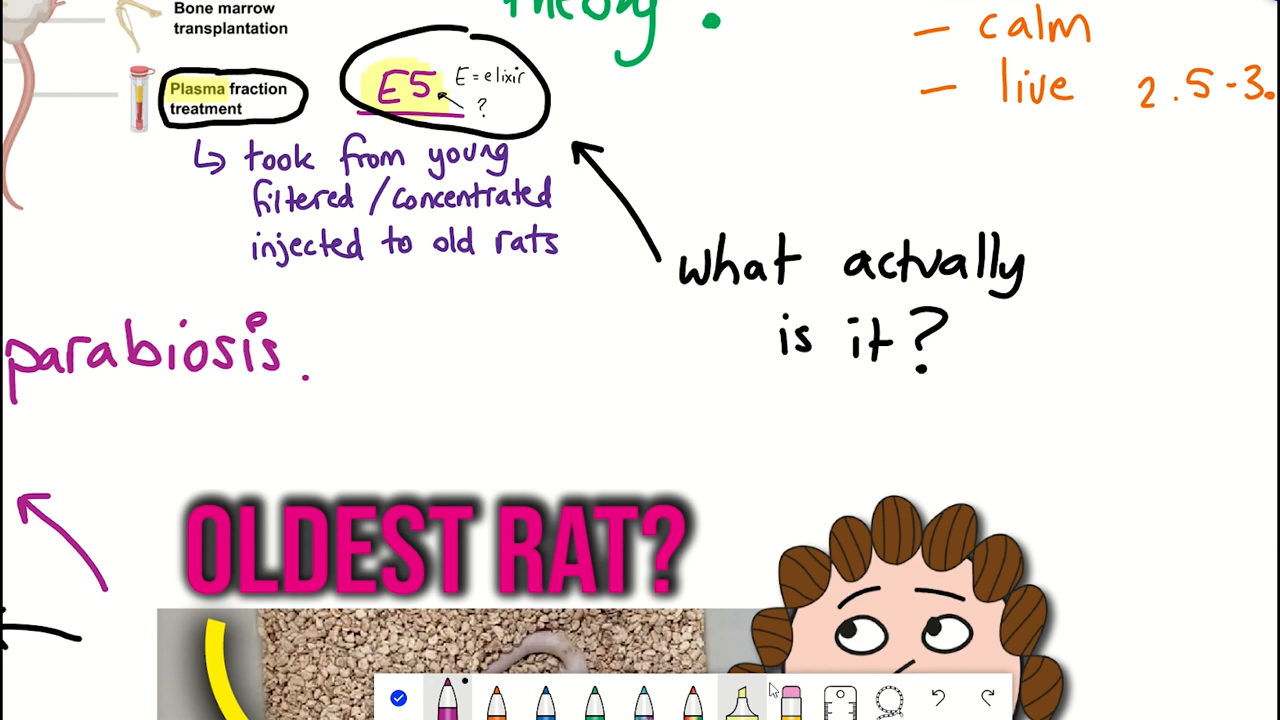 Bone marrow
transplantation
theory.
- calm
- live 2.5-3.
Plasma fraction
treatment
E5
E = elixir
?
↳ took from young
filtered / concentrated
injected to old rats
what actually
is it?
parabiosis.
OLDEST RAT?